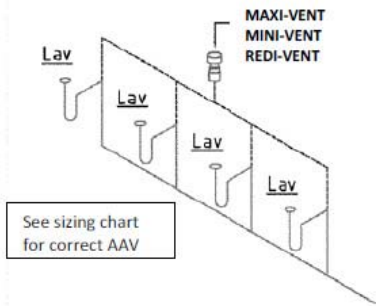 MAXI-VENT
MINI-VENT
REDI-VENT
Lav
Lav
Lav
Lav
See sizing chart
for correct AAV